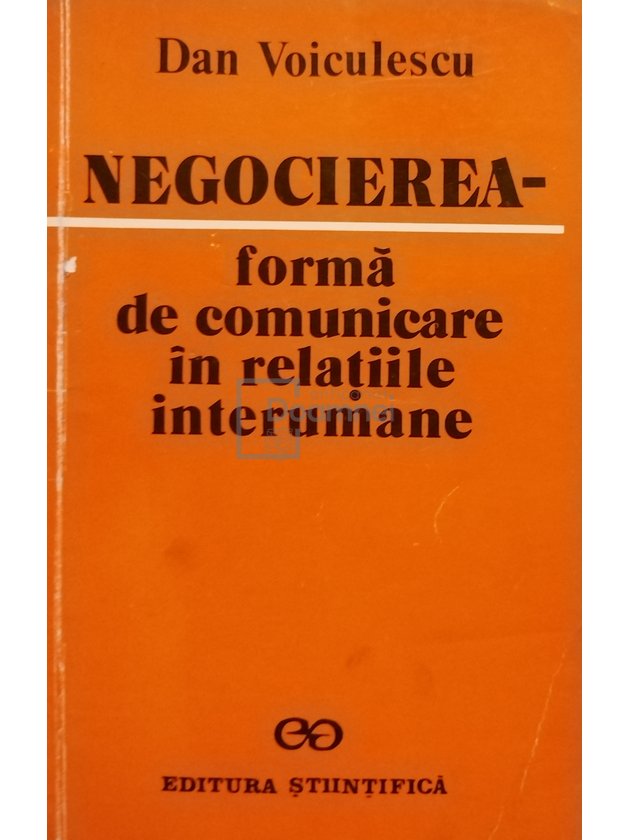 Dan Voiculescu
NEGOCIEREA-
formă
de comunicare
în relațiile
interumane
EDITURA ȘTIINȚIFICĂ